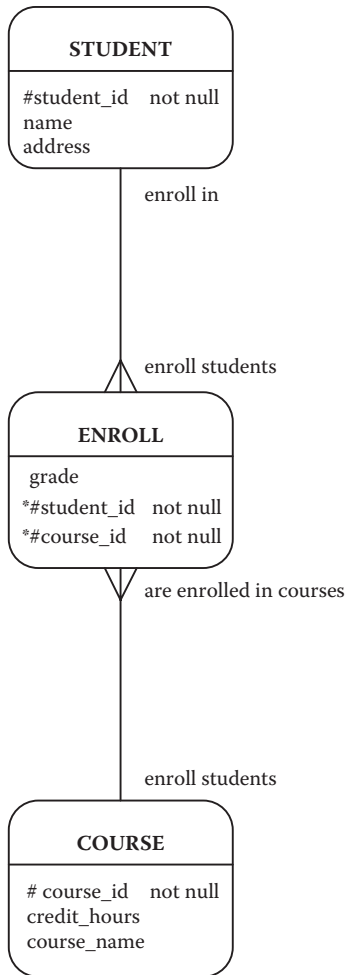 STUDENT
#student_id not null
name
address
enroll in
enroll students
ENROLL
grade
*#student_id not null
*#course_id not null
are enrolled in courses
enroll students
COURSE
# course_id not null
credit_hours
course_name